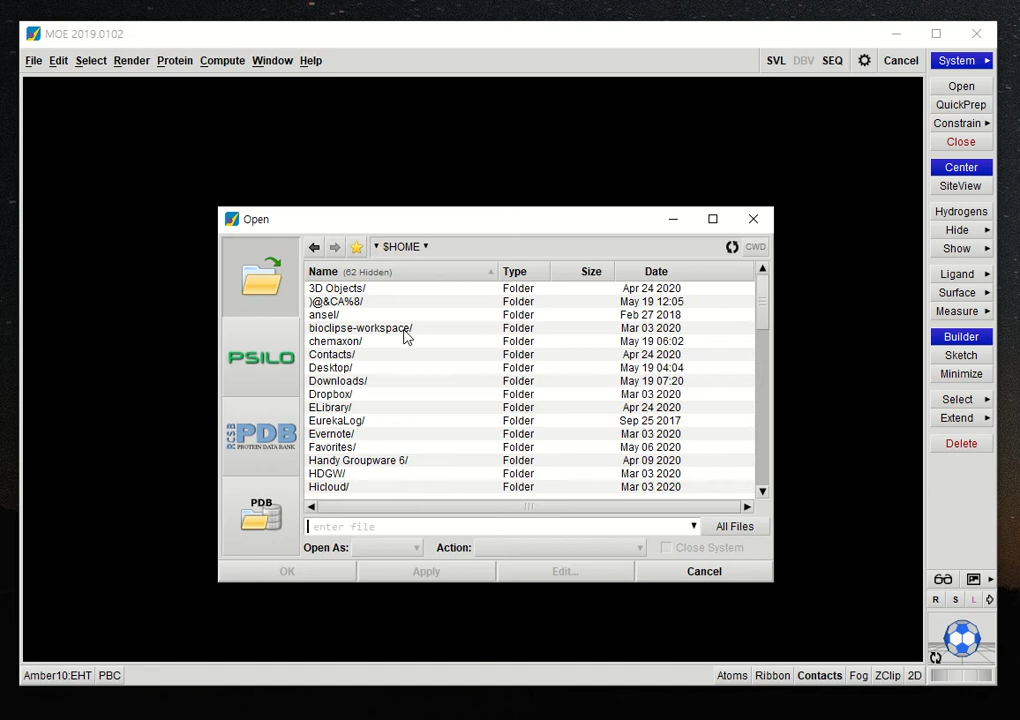 MOE 2019.0102
File Edit Select Render Protein Compute Window Help SVL DBV SEQ Cancel
System
Open
QuickPrep
Constrain
Close
Center
SiteView
Hydrogens
Hide
Show
Ligand
Surface
Measure
Builder
Sketch
Minimize
Select
Extend
Delete
R S L
Open
$HOME CWD
PSILO
RCSB PDB
PROTEIN DATA BANK
PDB
Name (62 Hidden) Type Size Date
3D Objects/ Folder Apr 24 2020
)@&CA%8/ Folder May 19 12:05
ansel/ Folder Feb 27 2018
bioclipse-workspace/ Folder Mar 03 2020
chemaxon/ Folder May 19 06:02
Contacts/ Folder Apr 24 2020
Desktop/ Folder May 19 04:04
Downloads/ Folder May 19 07:20
Dropbox/ Folder Mar 03 2020
ELibrary/ Folder Apr 24 2020
EurekaLog/ Folder Sep 25 2017
Evernote/ Folder Mar 03 2020
Favorites/ Folder May 06 2020
Handy Groupware 6/ Folder Apr 09 2020
HDGW/ Folder Mar 03 2020
Hicloud/ Folder Mar 03 2020
enter file All Files
Open As: Action: Close System
OK Apply Edit... Cancel
Amber10:EHT PBC Atoms Ribbon Contacts Fog ZClip 2D